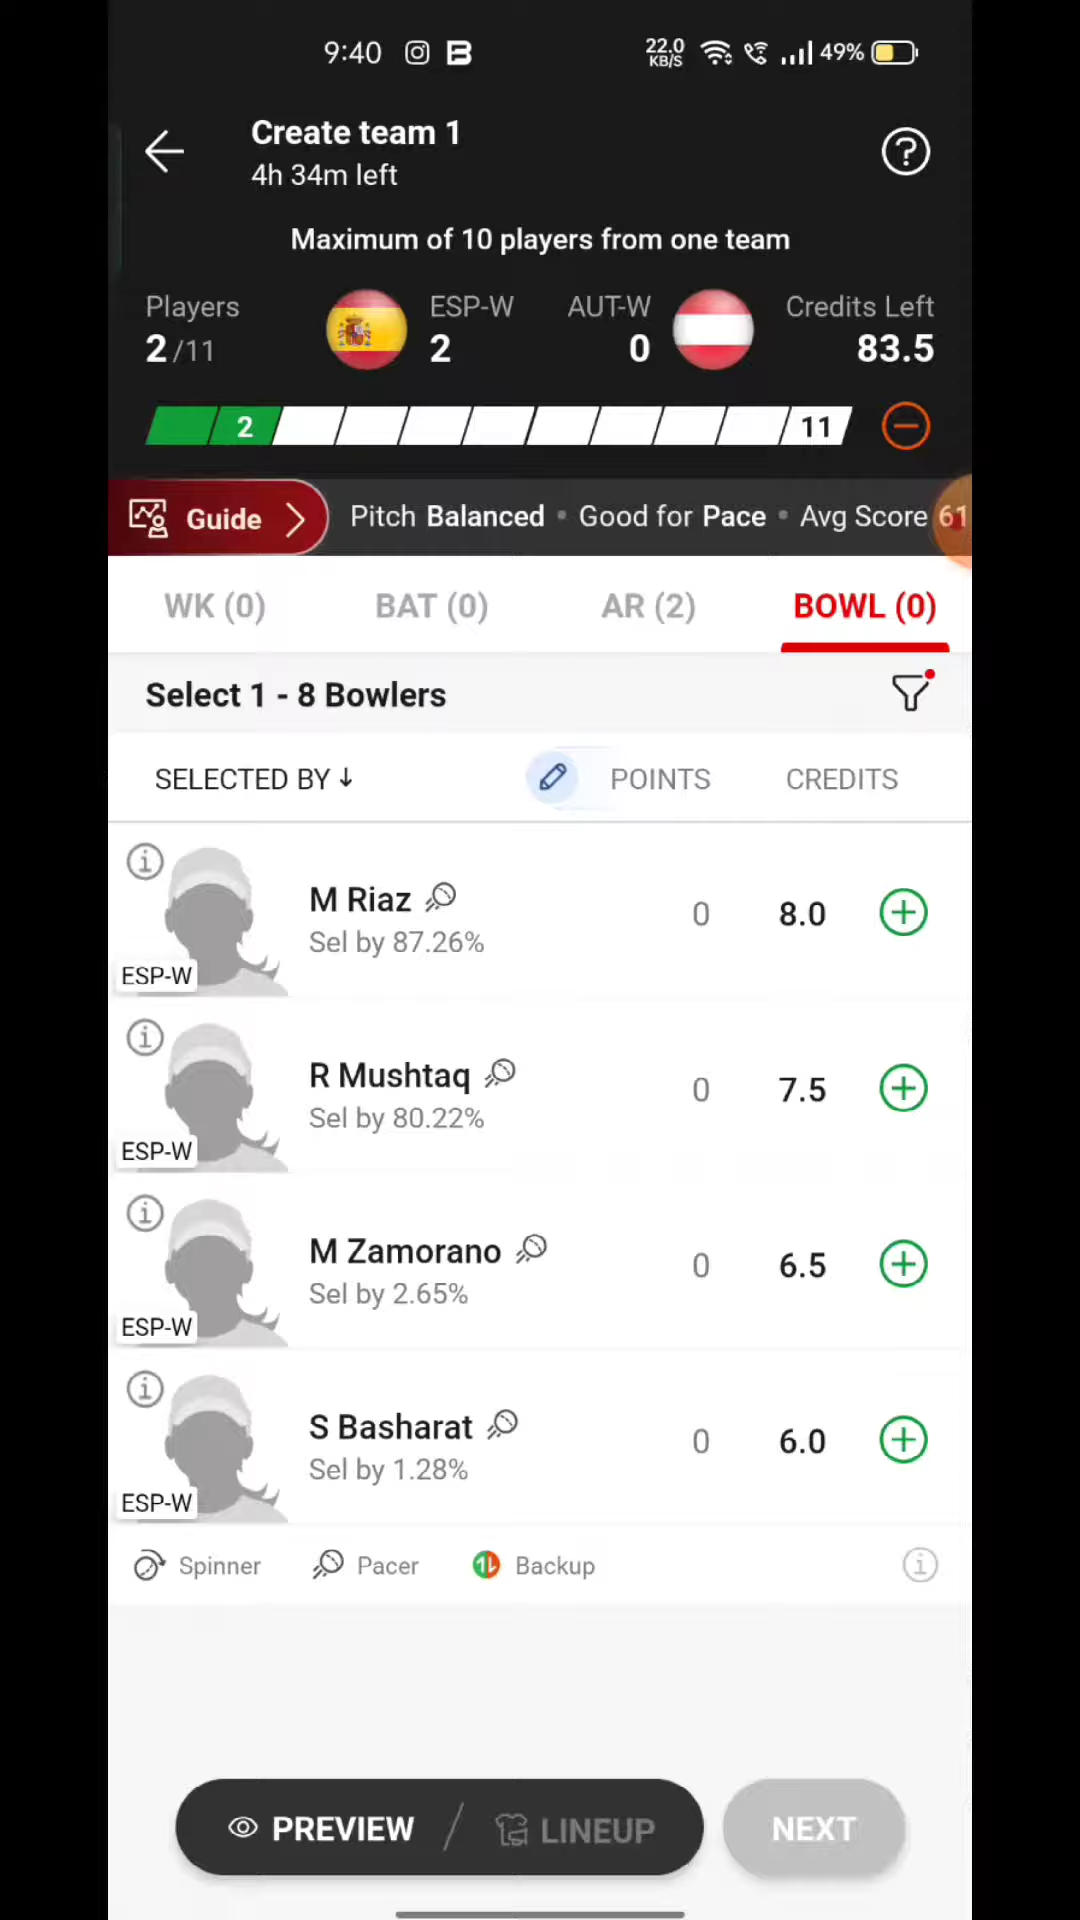 9:40 22.0 KB/S 49%
Create team 1
4h 34m left
Maximum of 10 players from one team
Players ESP-W AUT-W Credits Left
2/11 2 0 83.5
2 11
Guide Pitch Balanced • Good for Pace • Avg Score 61
WK (0) BAT (0) AR (2) BOWL (0)
Select 1 - 8 Bowlers
SELECTED BY ↓ POINTS CREDITS
M Riaz 0 8.0
Sel by 87.26%
ESP-W
R Mushtaq 0 7.5
Sel by 80.22%
ESP-W
M Zamorano 0 6.5
Sel by 2.65%
ESP-W
S Basharat 0 6.0
Sel by 1.28%
ESP-W
Spinner Pacer Backup
PREVIEW / LINEUP NEXT